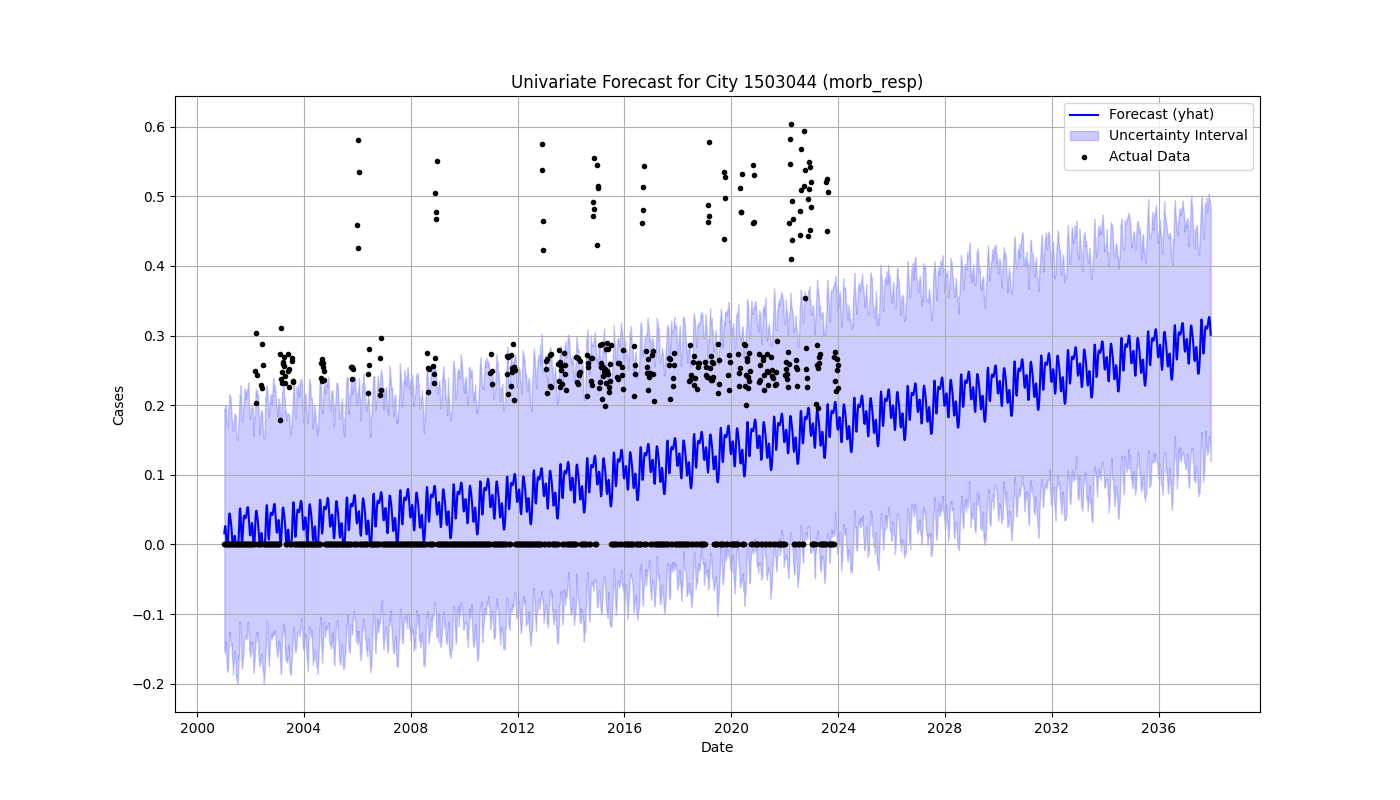 Univariate Forecast for City 1503044 (morb_resp)
Forecast (yhat)
Uncertainty Interval
Actual Data
Cases
0.6
0.5
0.4
0.3
0.2
0.1
0.0
−0.1
−0.2
2000 2004 2008 2012 2016 2020 2024 2028 2032 2036
Date